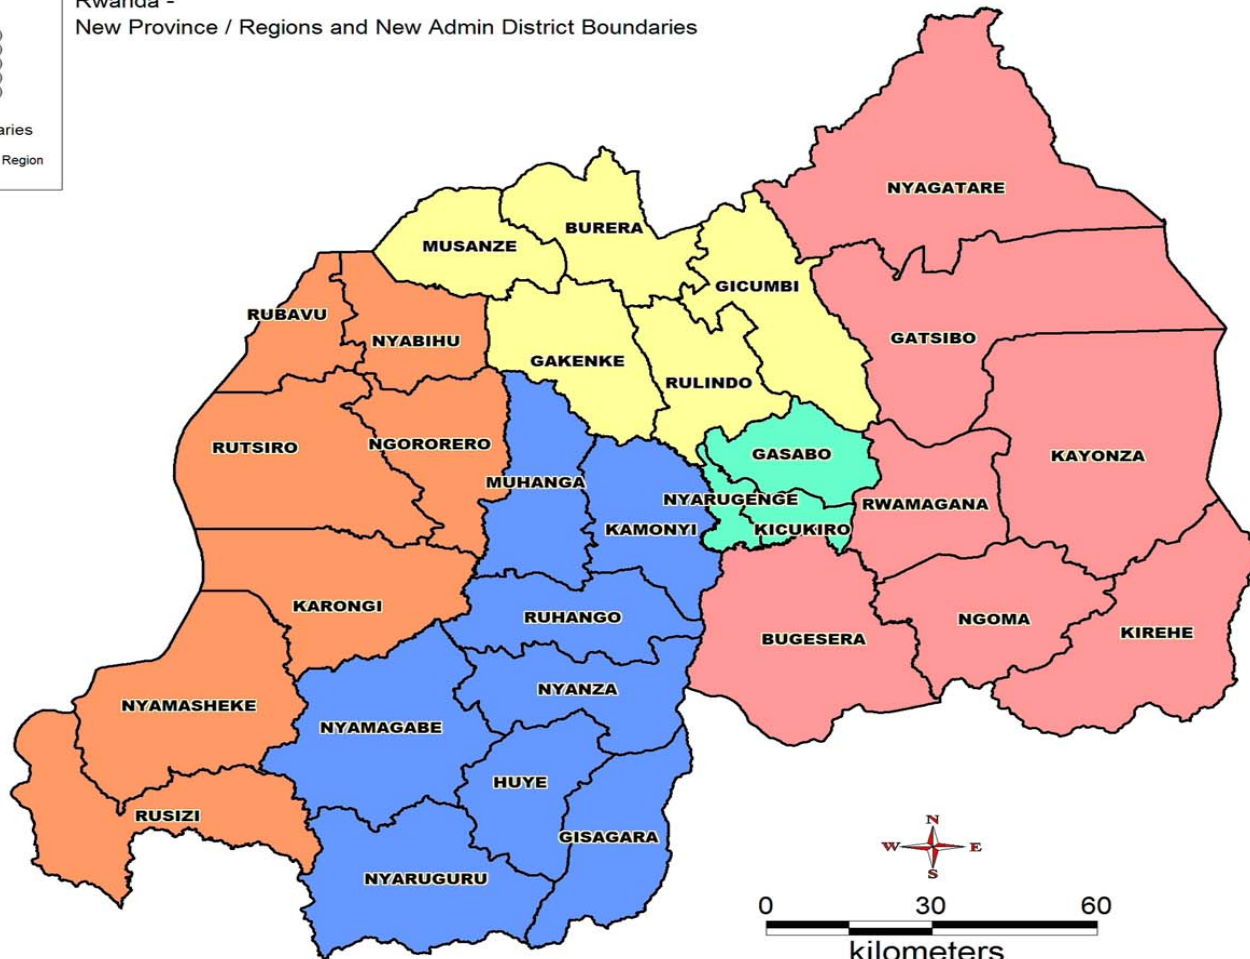 Rwanda -
New Province / Regions and New Admin District Boundaries
aries
Region
NYAGATARE
BURERA
MUSANZE
GICUMBI
RUBAVU
NYABIHU
GATSIBO
GAKENKE
RULINDO
RUTSIRO
NGORORERO
GASABO
KAYONZA
MUHANGA
NYARUGENGE
RWAMAGANA
KAMONYI
KICUKIRO
KARONGI
RUHANGO
NGOMA
KIREHE
BUGESERA
NYANZA
NYAMASHEKE
NYAMAGABE
HUYE
RUSIZI
GISAGARA
NYARUGURU
N
W E
S
0 30 60
kilometers